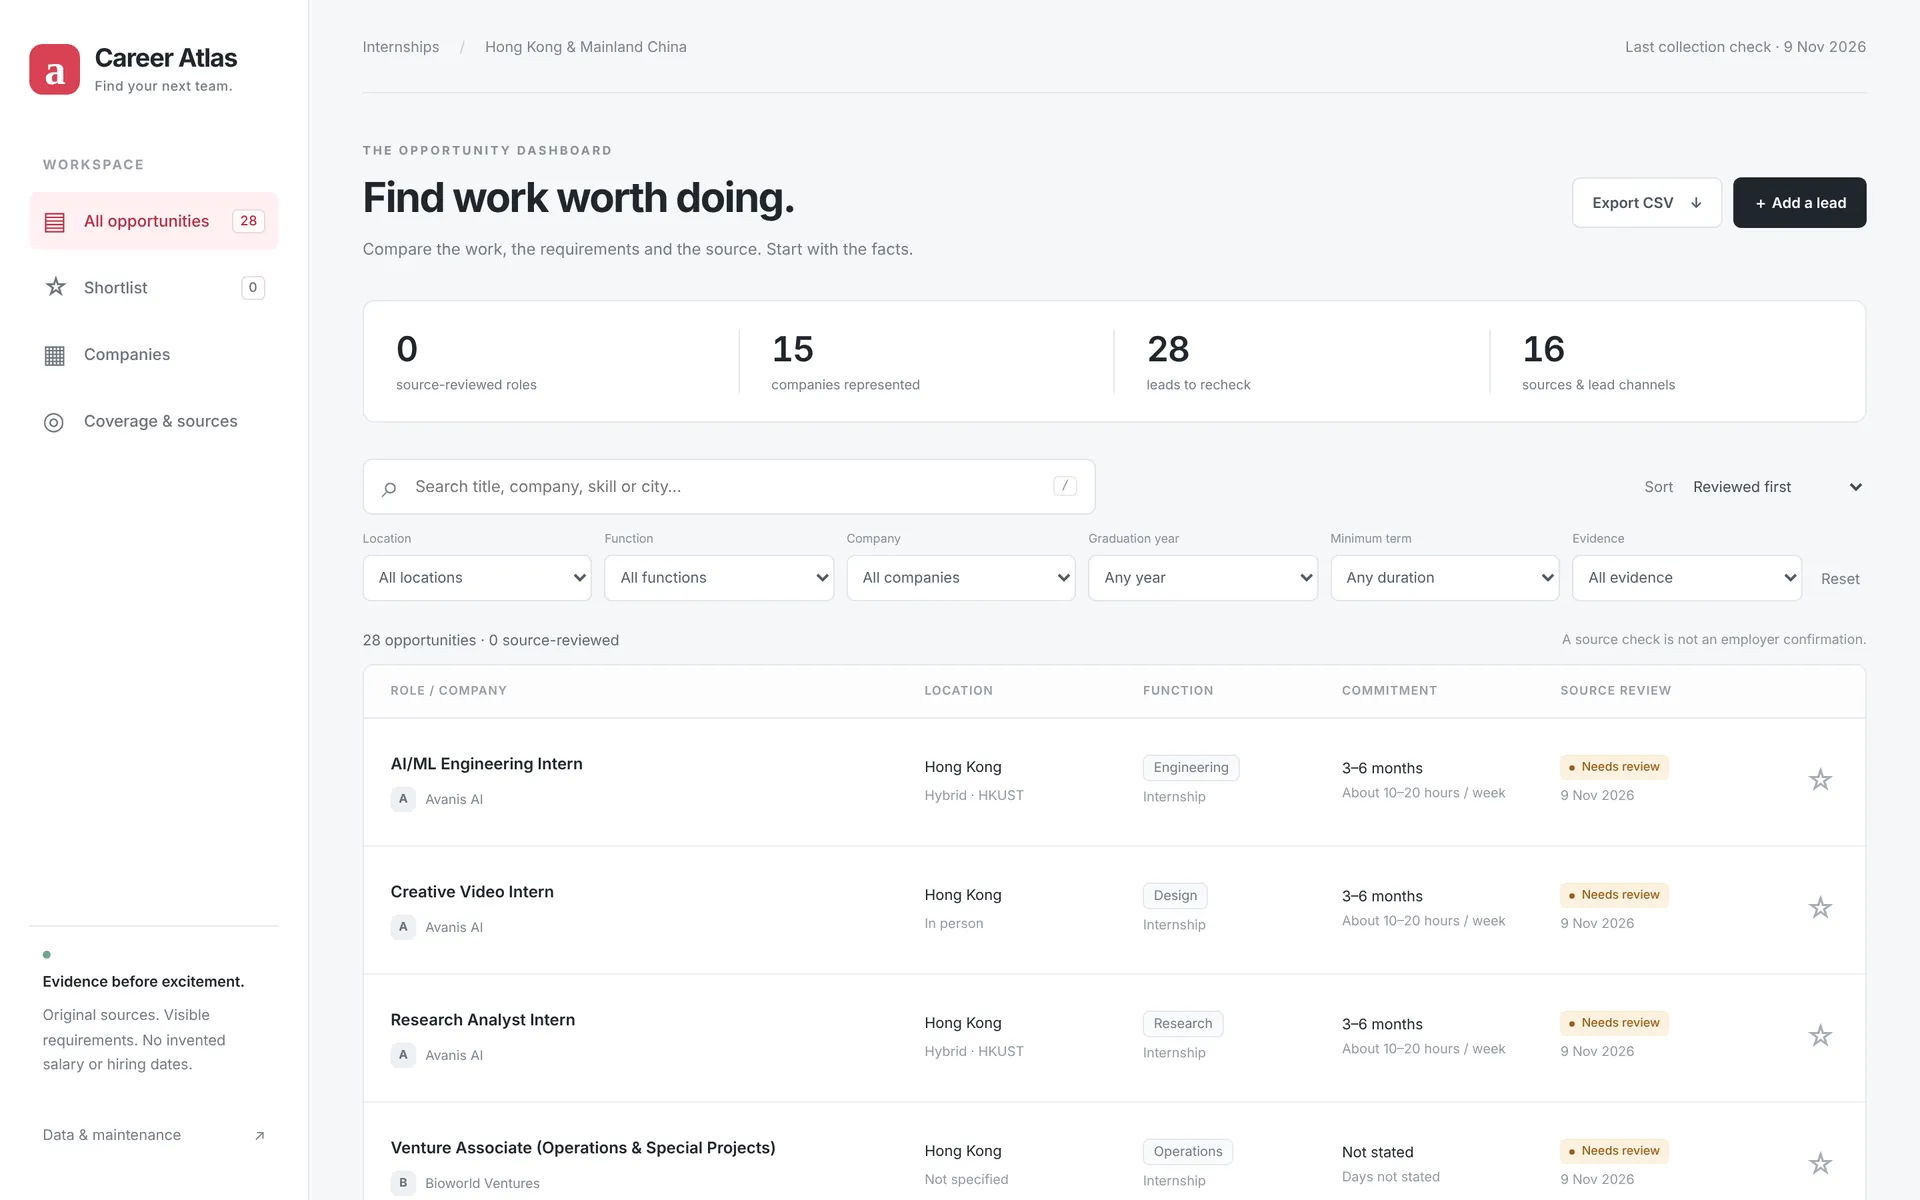 a
Career Atlas
Find your next team.
WORKSPACE
All opportunities 28
Shortlist 0
Companies
Coverage & sources
Evidence before excitement.
Original sources. Visible
requirements. No invented
salary or hiring dates.
Data & maintenance ↗
Internships / Hong Kong & Mainland China
Last collection check · 9 Nov 2026
THE OPPORTUNITY DASHBOARD
Find work worth doing.
Compare the work, the requirements and the source. Start with the facts.
Export CSV ↓
+ Add a lead
0
source-reviewed roles
15
companies represented
28
leads to recheck
16
sources & lead channels
Search title, company, skill or city... /
Sort Reviewed first
Location
All locations
Function
All functions
Company
All companies
Graduation year
Any year
Minimum term
Any duration
Evidence
All evidence
Reset
28 opportunities · 0 source-reviewed
A source check is not an employer confirmation.
ROLE / COMPANY LOCATION FUNCTION COMMITMENT SOURCE REVIEW
AI/ML Engineering Intern
A Avanis AI
Hong Kong
Hybrid · HKUST
Engineering
Internship
3–6 months
About 10–20 hours / week
Needs review
9 Nov 2026
Creative Video Intern
A Avanis AI
Hong Kong
In person
Design
Internship
3–6 months
About 10–20 hours / week
Needs review
9 Nov 2026
Research Analyst Intern
A Avanis AI
Hong Kong
Hybrid · HKUST
Research
Internship
3–6 months
About 10–20 hours / week
Needs review
9 Nov 2026
Venture Associate (Operations & Special Projects)
B Bioworld Ventures
Hong Kong
Not specified
Operations
Internship
Not stated
Days not stated
Needs review
9 Nov 2026